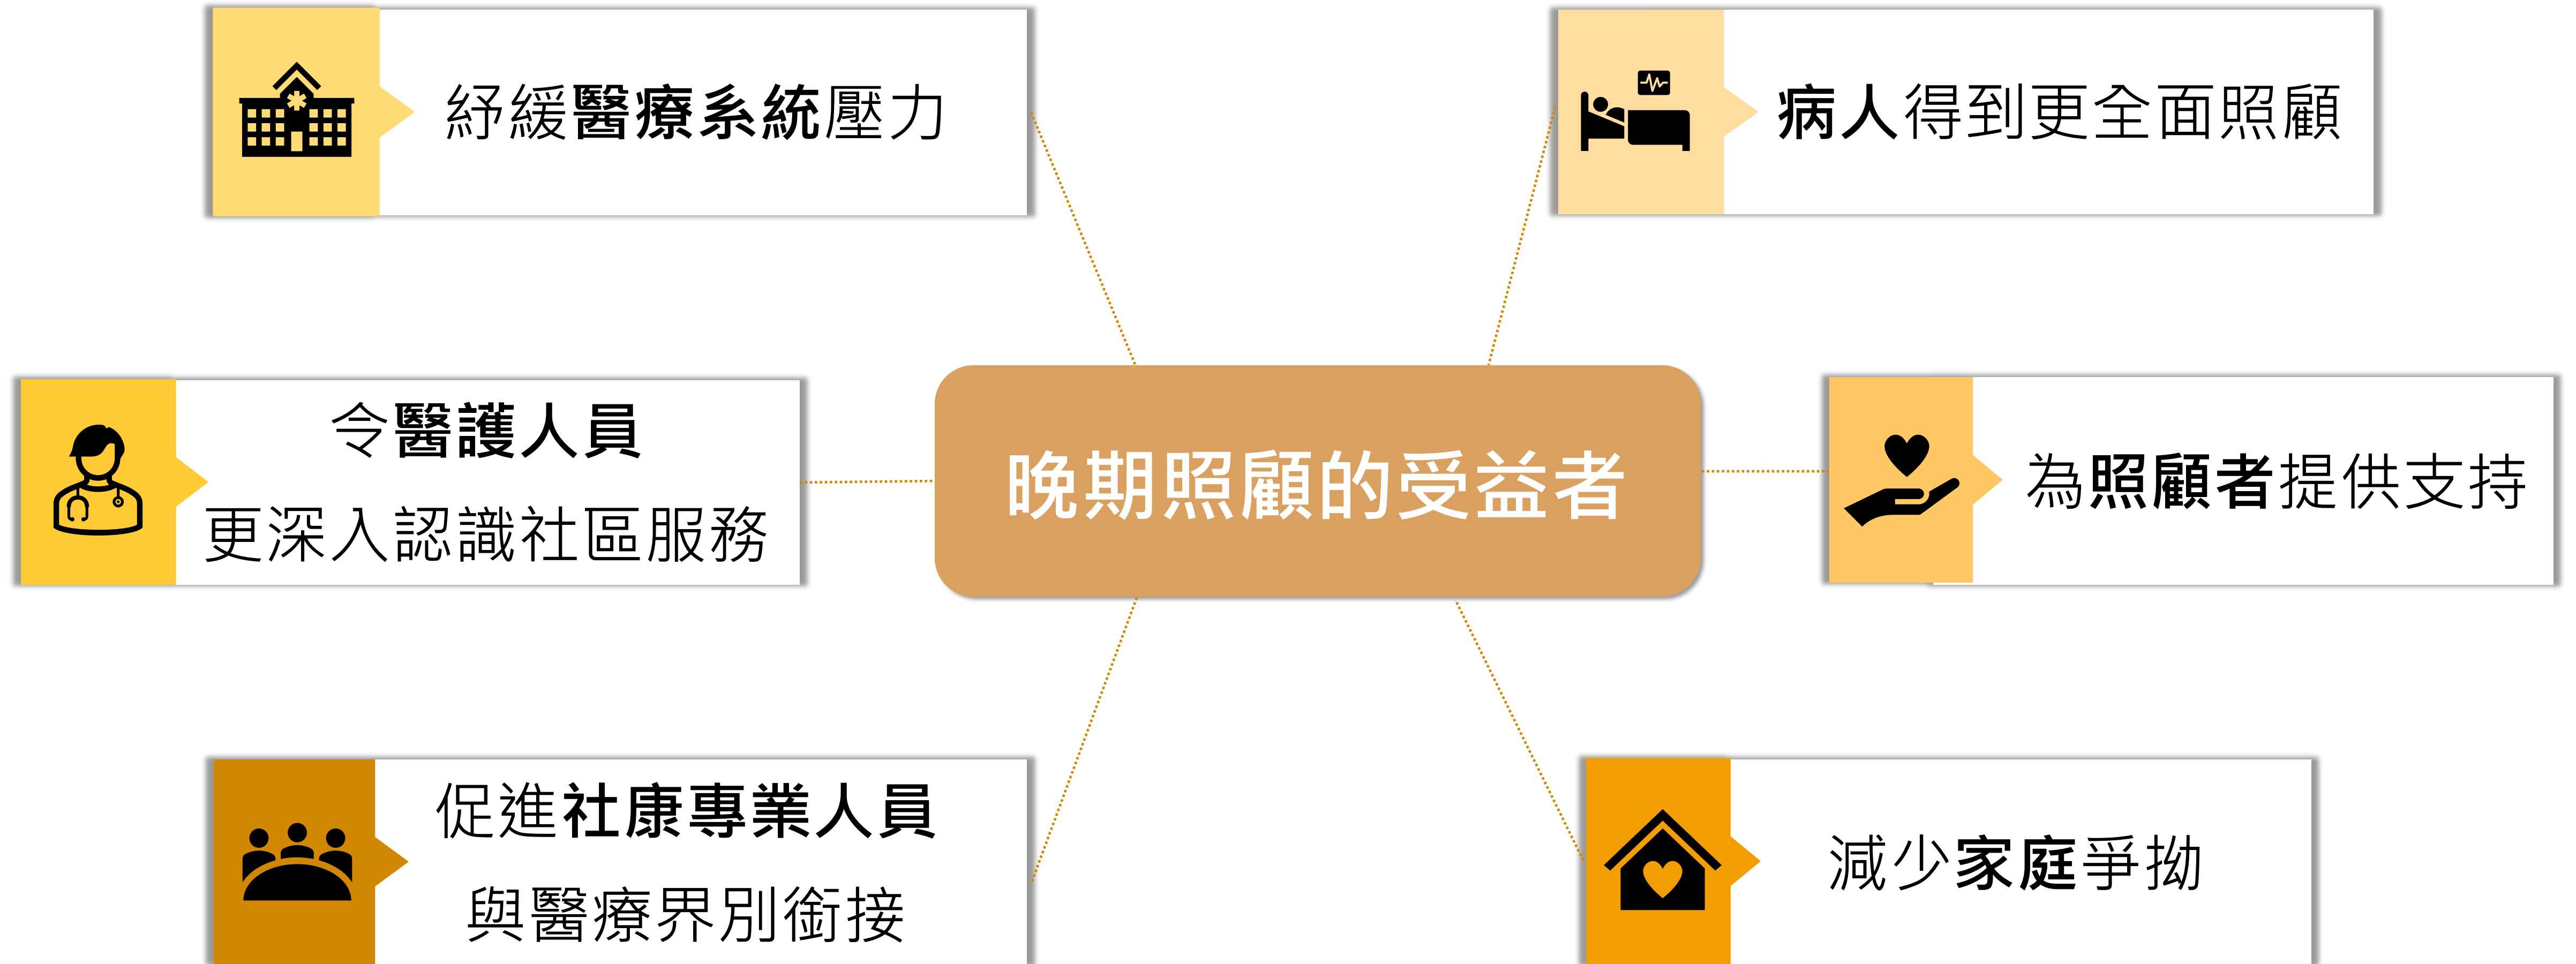 紓緩醫療系統壓力
病人得到更全面照顧
令醫護人員
更深入認識社區服務
晚期照顧的受益者
為照顧者提供支持
促進社康專業人員
與醫療界別銜接
減少家庭爭拗